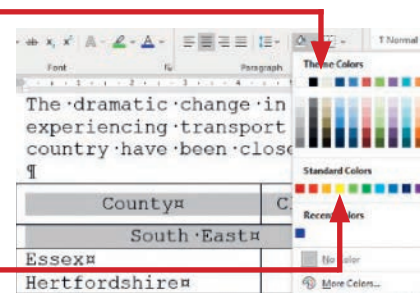 1 Normal
Font
Paragraph
Theme Colors
The·dramatic·change·in
experiencing·transport
country·have·been·close
¶
Standard Colors
County¤
Recent Colors
South·East¤
No Color
Essex¤
Hertfordshire¤
More Colors...